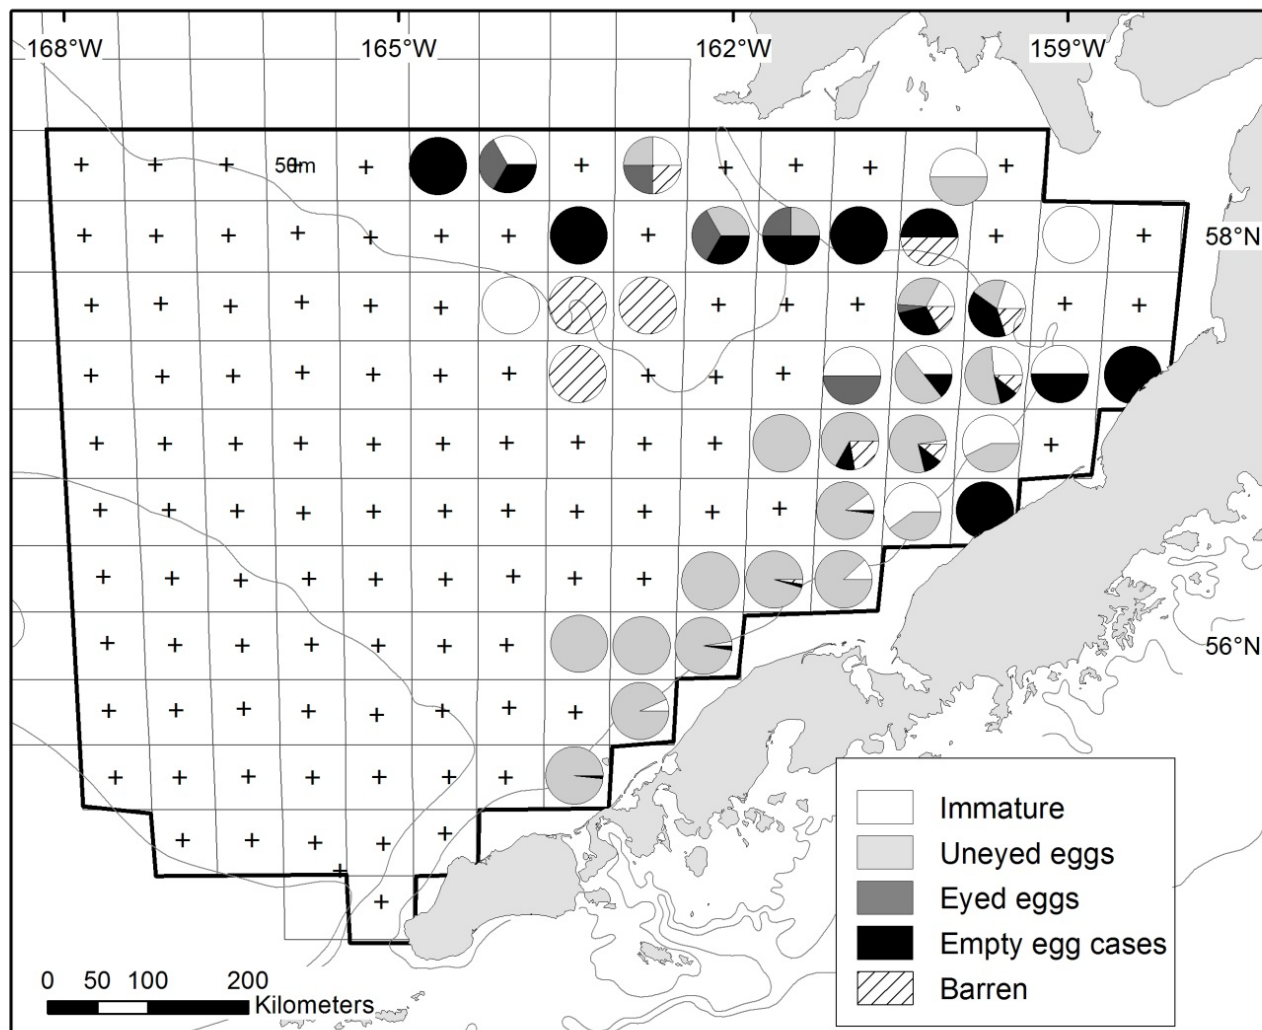 168°W 165°W 162°W 159°W
50m
58°N
56°N
Immature
Uneyed eggs
Eyed eggs
Empty egg cases
Barren
0 50 100 200
Kilometers